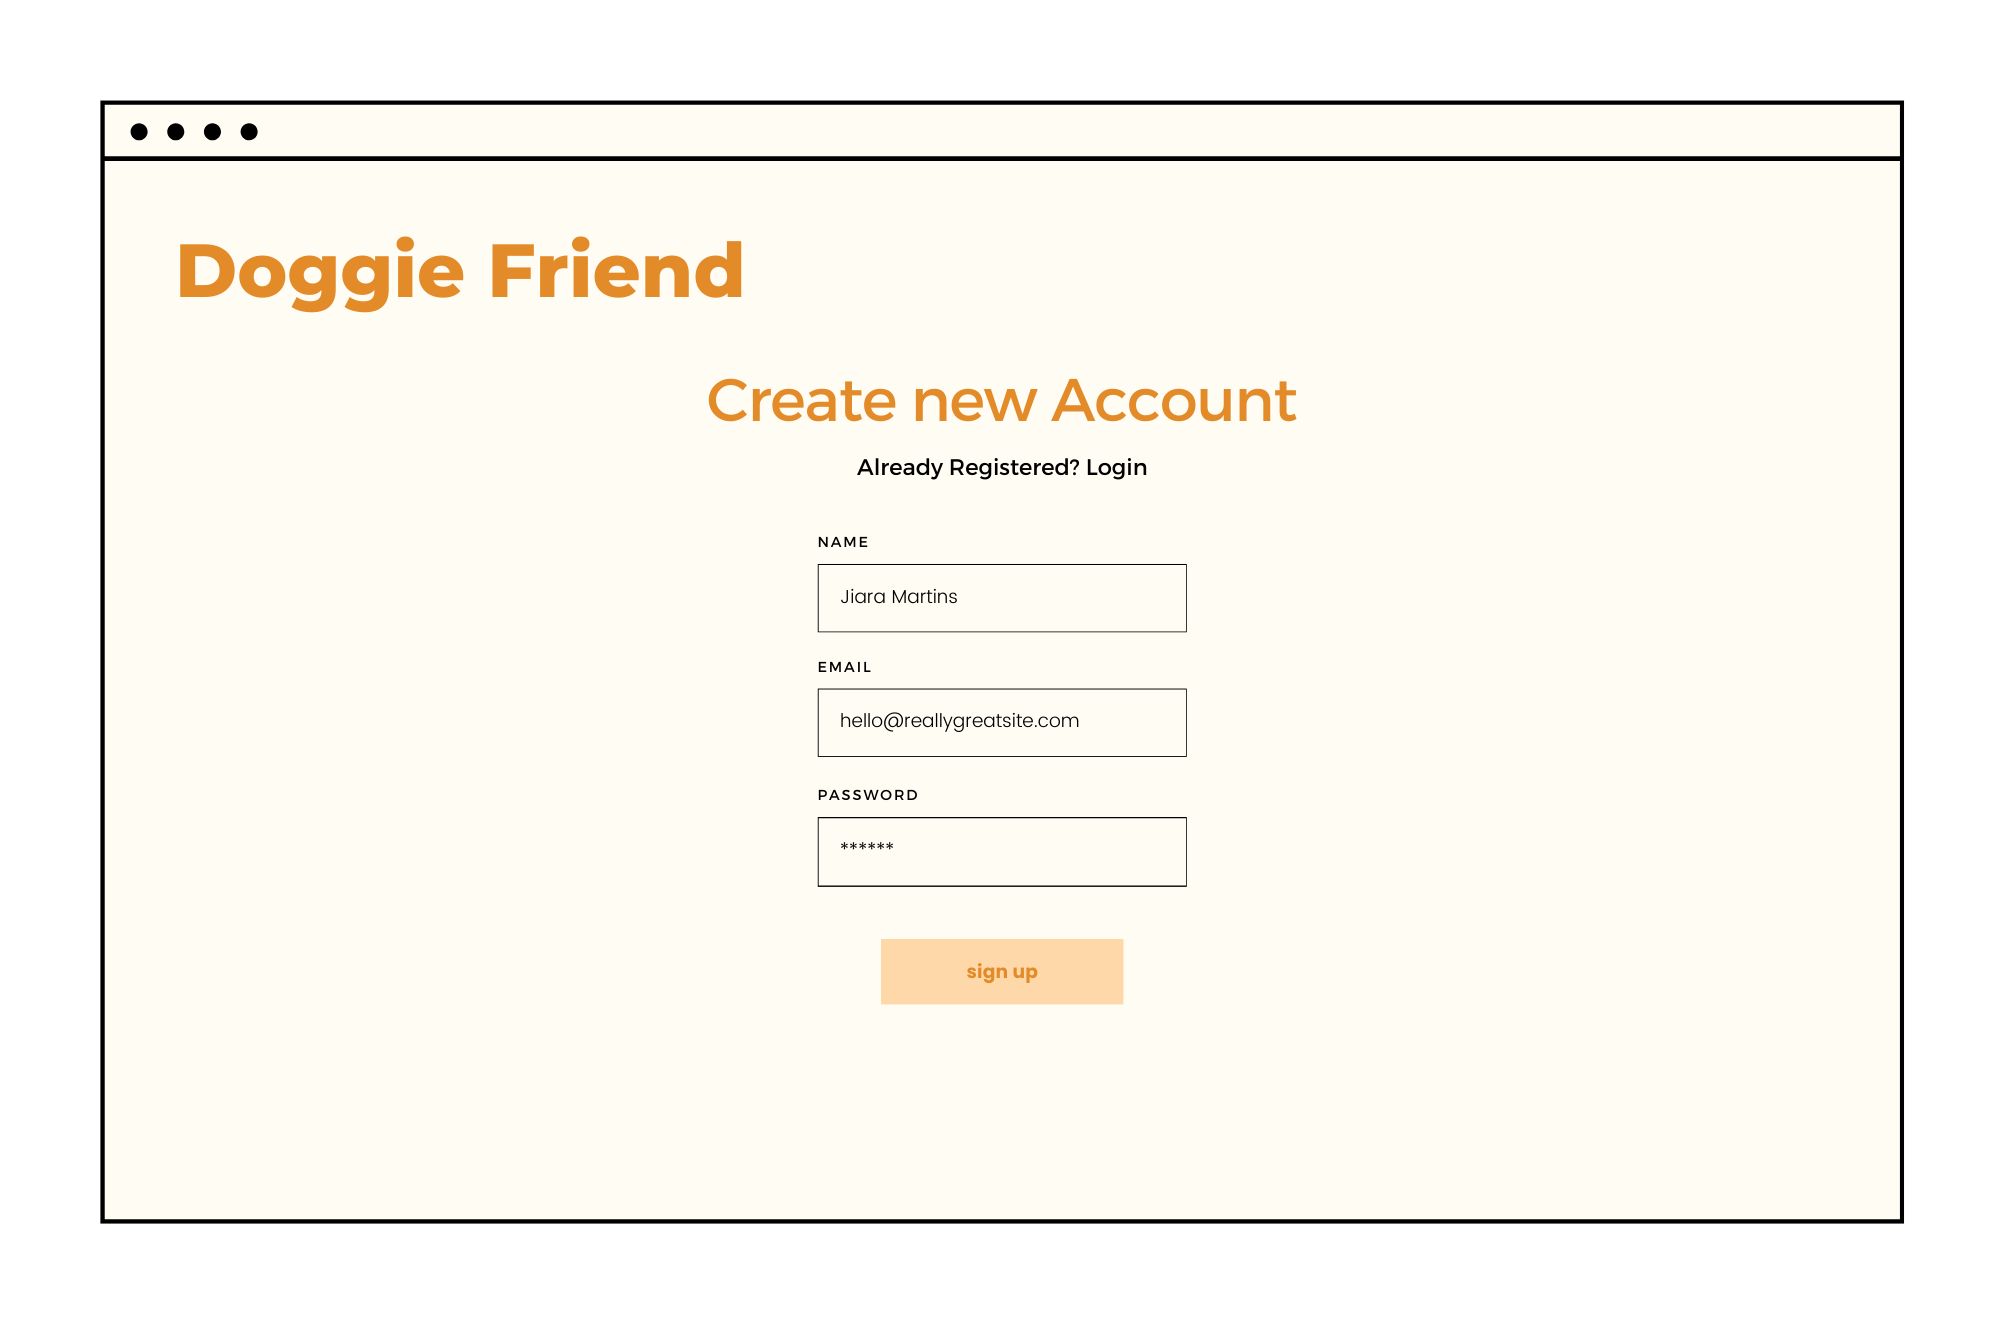 Doggie Friend
Create new Account
Already Registered? Login
NAME
Jiara Martins
EMAIL
hello@reallygreatsite.com
PASSWORD
******
sign up